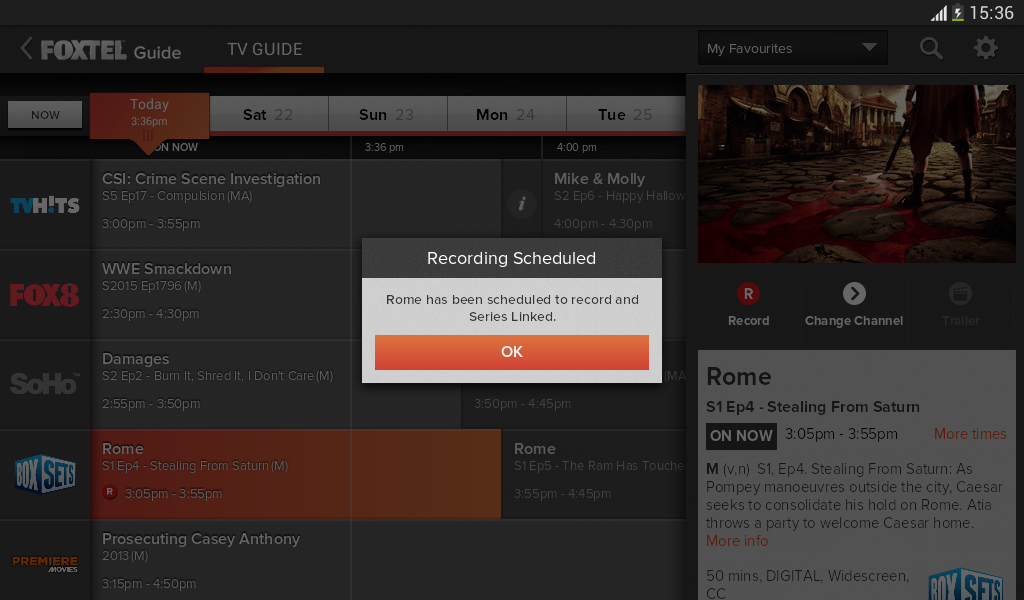 15:36
FOXTEL Guide
TV GUIDE
My Favourites
NOW
Today
3:36pm
Sat 22
Sun 23
Mon 24
Tue 25
ON NOW
3:36 pm
4:00 pm
TVH!TS
CSI: Crime Scene Investigation
S5 Ep17 - Compulsion (MA)
3:00pm - 3:55pm
i
Mike & Molly
S2 Ep6 - Happy Hallow
4:00pm - 4:30pm
FOX8
WWE Smackdown
S2015 Ep1796 (M)
2:30pm - 4:30pm
SoHo™
Damages
S2 Ep2 - Burn It, Shred It, I Don't Care (M)
2:55pm - 3:50pm
(MA
3:50pm - 4:45pm
BOX SETS
Rome
S1 Ep4 - Stealing From Saturn (M)
R 3:05pm - 3:55pm
Rome
S1 Ep5 - The Ram Has Touche
3:55pm - 4:45pm
PREMIERE
MOVIES
Prosecuting Casey Anthony
2013 (M)
3:15pm - 4:50pm
Recording Scheduled
Rome has been scheduled to record and
Series Linked.
OK
R
Record
Change Channel
Trailer
Rome
S1 Ep4 - Stealing From Saturn
ON NOW 3:05pm - 3:55pm More times
M (v,n) S1, Ep4. Stealing From Saturn: As
Pompey manoeuvres outside the city, Caesar
seeks to consolidate his hold on Rome. Atia
throws a party to welcome Caesar home.
More info
50 mins, DIGITAL, Widescreen,
CC
BOX SETS